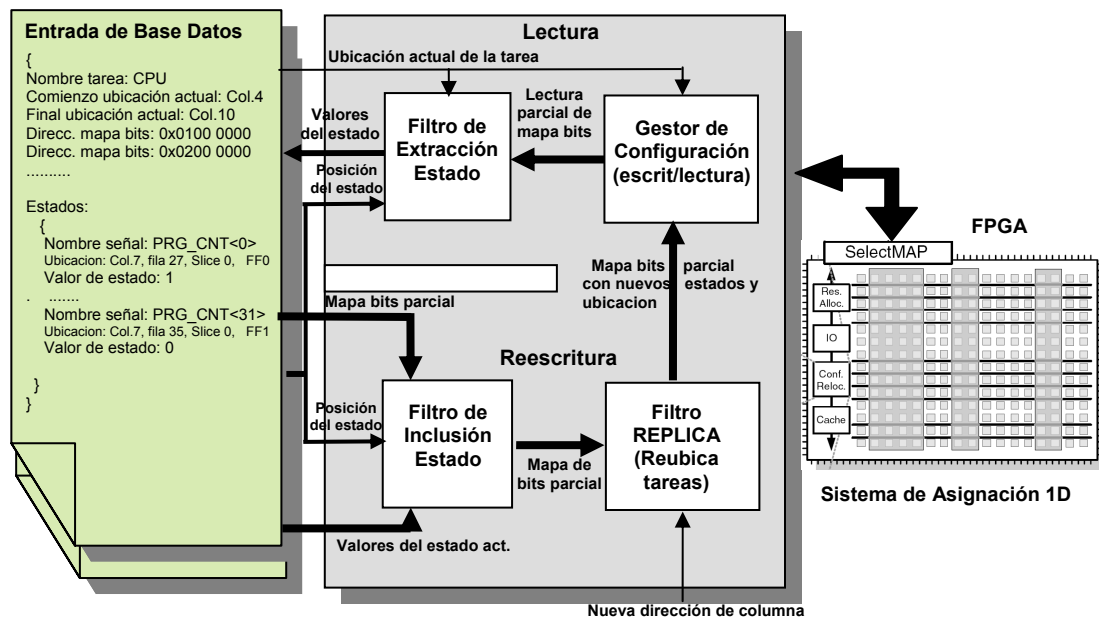 Entrada de Base Datos
{
Nombre tarea: CPU
Comienzo ubicación actual: Col.4
Final ubicación actual: Col.10
Direcc. mapa bits: 0x0100 0000
Direcc. mapa bits: 0x0200 0000
..........
Estados:
{
Nombre señal: PRG_CNT<0>
Ubicacion: Col.7, fila 27, Slice 0, FF0
Valor de estado: 1
. .......
Nombre señal: PRG_CNT<31>
Ubicacion: Col.7, fila 35, Slice 0, FF1
Valor de estado: 0
}
}
Lectura
Ubicación actual de la tarea
Valores
del estado
Filtro de
Extracción
Estado
Lectura
parcial de
mapa bits
Gestor de
Configuración
(escrit/lectura)
Posición
del estado
Mapa bits parcial
con nuevos estados y
ubicacion
Mapa bits parcial
Reescritura
Posición
del estado
Filtro de
Inclusión
Estado
Mapa de
bits parcial
Filtro
REPLICA
(Reubica
tareas)
Valores del estado act.
Nueva dirección de columna
FPGA
SelectMAP
Res.
Alloc.
IO
Conf.
Reloc.
Cache
Sistema de Asignación 1D